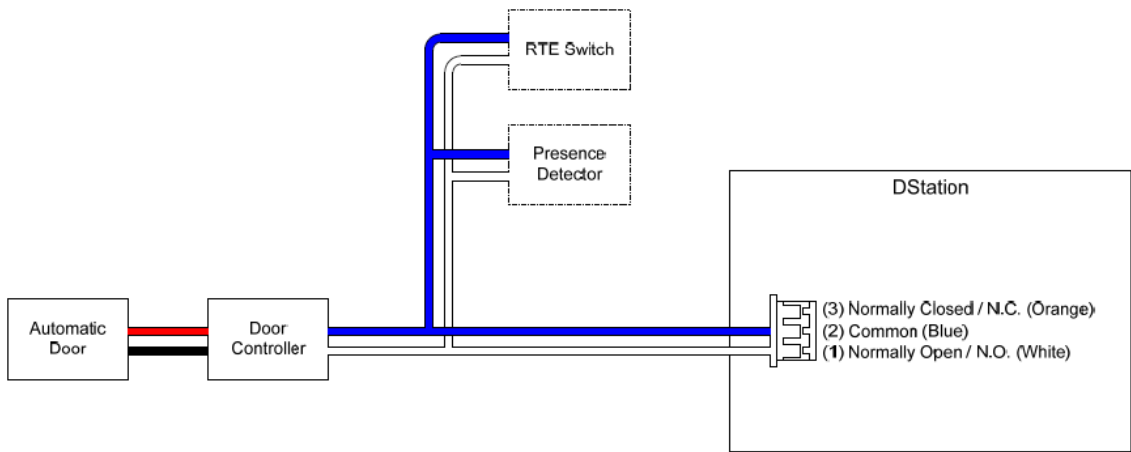 RTE Switch
Presence
Detector
DStation
Automatic
Door
Door
Controller
(3) Normally Closed / N.C. (Orange)
(2) Common (Blue)
(1) Normally Open / N.O. (White)